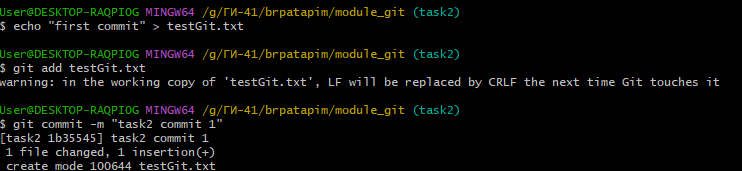 User@DESKTOP-RAQPIOG MINGW64 /g/ГИ-41/brpatapim/module_git (task2)
$ echo "first commit" > testGit.txt
User@DESKTOP-RAQPIOG MINGW64 /g/ГИ-41/brpatapim/module_git (task2)
$ git add testGit.txt
warning: in the working copy of 'testGit.txt', LF will be replaced by CRLF the next time Git touches it
User@DESKTOP-RAQPIOG MINGW64 /g/ГИ-41/brpatapim/module_git (task2)
$ git commit -m "task2 commit 1"
[task2 1b35545] task2 commit 1
1 file changed, 1 insertion(+)
create mode 100644 testGit.txt